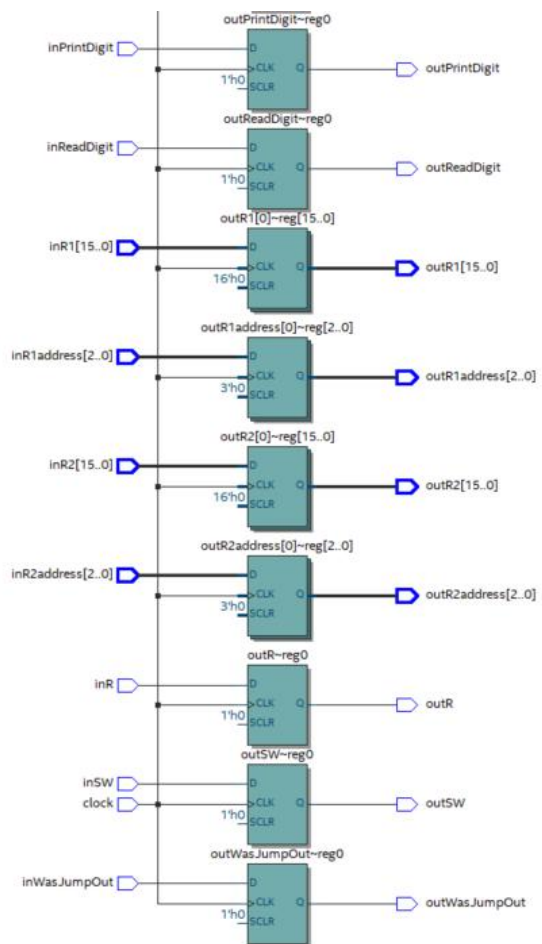 outPrintDigit~reg0
inPrintDigit
D
CLK
Q
1'h0
SCLR
outPrintDigit
outReadDigit~reg0
inReadDigit
D
CLK
Q
1'h0
SCLR
outReadDigit
outR1[0]~reg[15..0]
inR1[15..0]
D
CLK
Q
16'h0
SCLR
outR1[15..0]
outR1address[0]~reg[2..0]
inR1address[2..0]
D
CLK
Q
3'h0
SCLR
outR1address[2..0]
outR2[0]~reg[15..0]
inR2[15..0]
D
CLK
Q
16'h0
SCLR
outR2[15..0]
outR2address[0]~reg[2..0]
inR2address[2..0]
D
CLK
Q
3'h0
SCLR
outR2address[2..0]
outR~reg0
inR
D
CLK
Q
1'h0
SCLR
outR
outSW~reg0
inSW
D
clock
CLK
Q
1'h0
SCLR
outSW
outWasJumpOut~reg0
inWasJumpOut
D
CLK
Q
1'h0
SCLR
outWasJumpOut